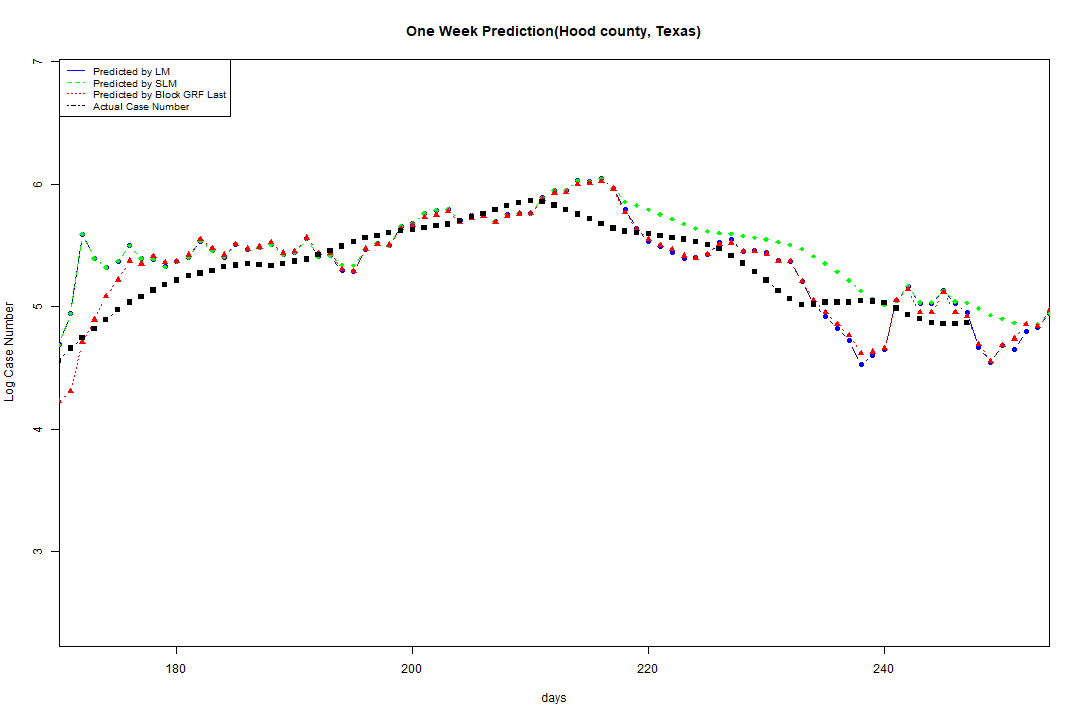 One Week Prediction(Hood county, Texas)
Predicted by LM
Predicted by SLM
Predicted by Block GRF Last
Actual Case Number
7
6
5
4
3
Log Case Number
180 200 220 240
days